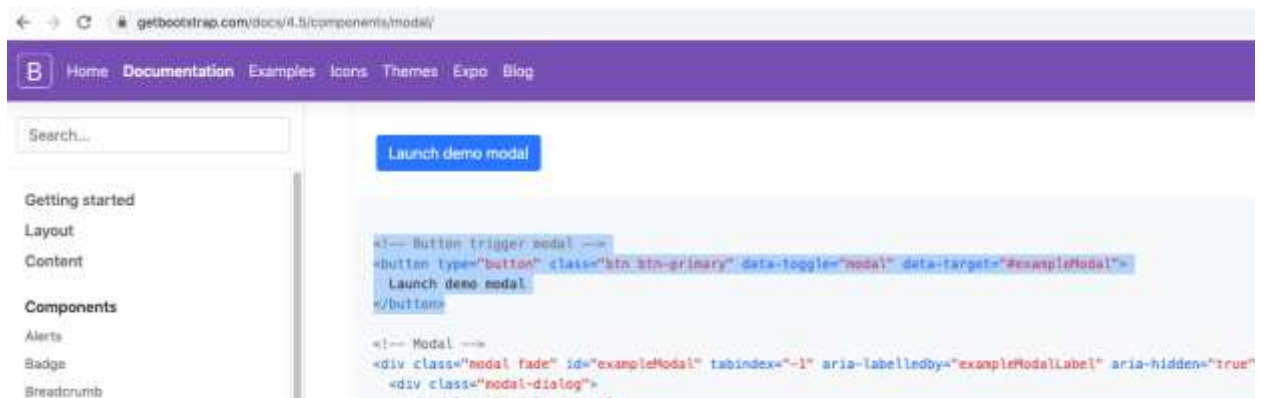 getbootstrap.com/docs/4.5/components/modal/
B Home Documentation Examples Icons Themes Expo Blog
Search...
Getting started
Layout
Content
Components
Alerts
Badge
Breadcrumb
Launch demo modal
<!-- Button trigger modal -->
<button type="button" class="btn btn-primary" data-toggle="modal" data-target="#exampleModal">
Launch demo modal
</button>
<!-- Modal -->
<div class="modal fade" id="exampleModal" tabindex="-1" aria-labelledby="exampleModalLabel" aria-hidden="true"
<div class="modal-dialog">